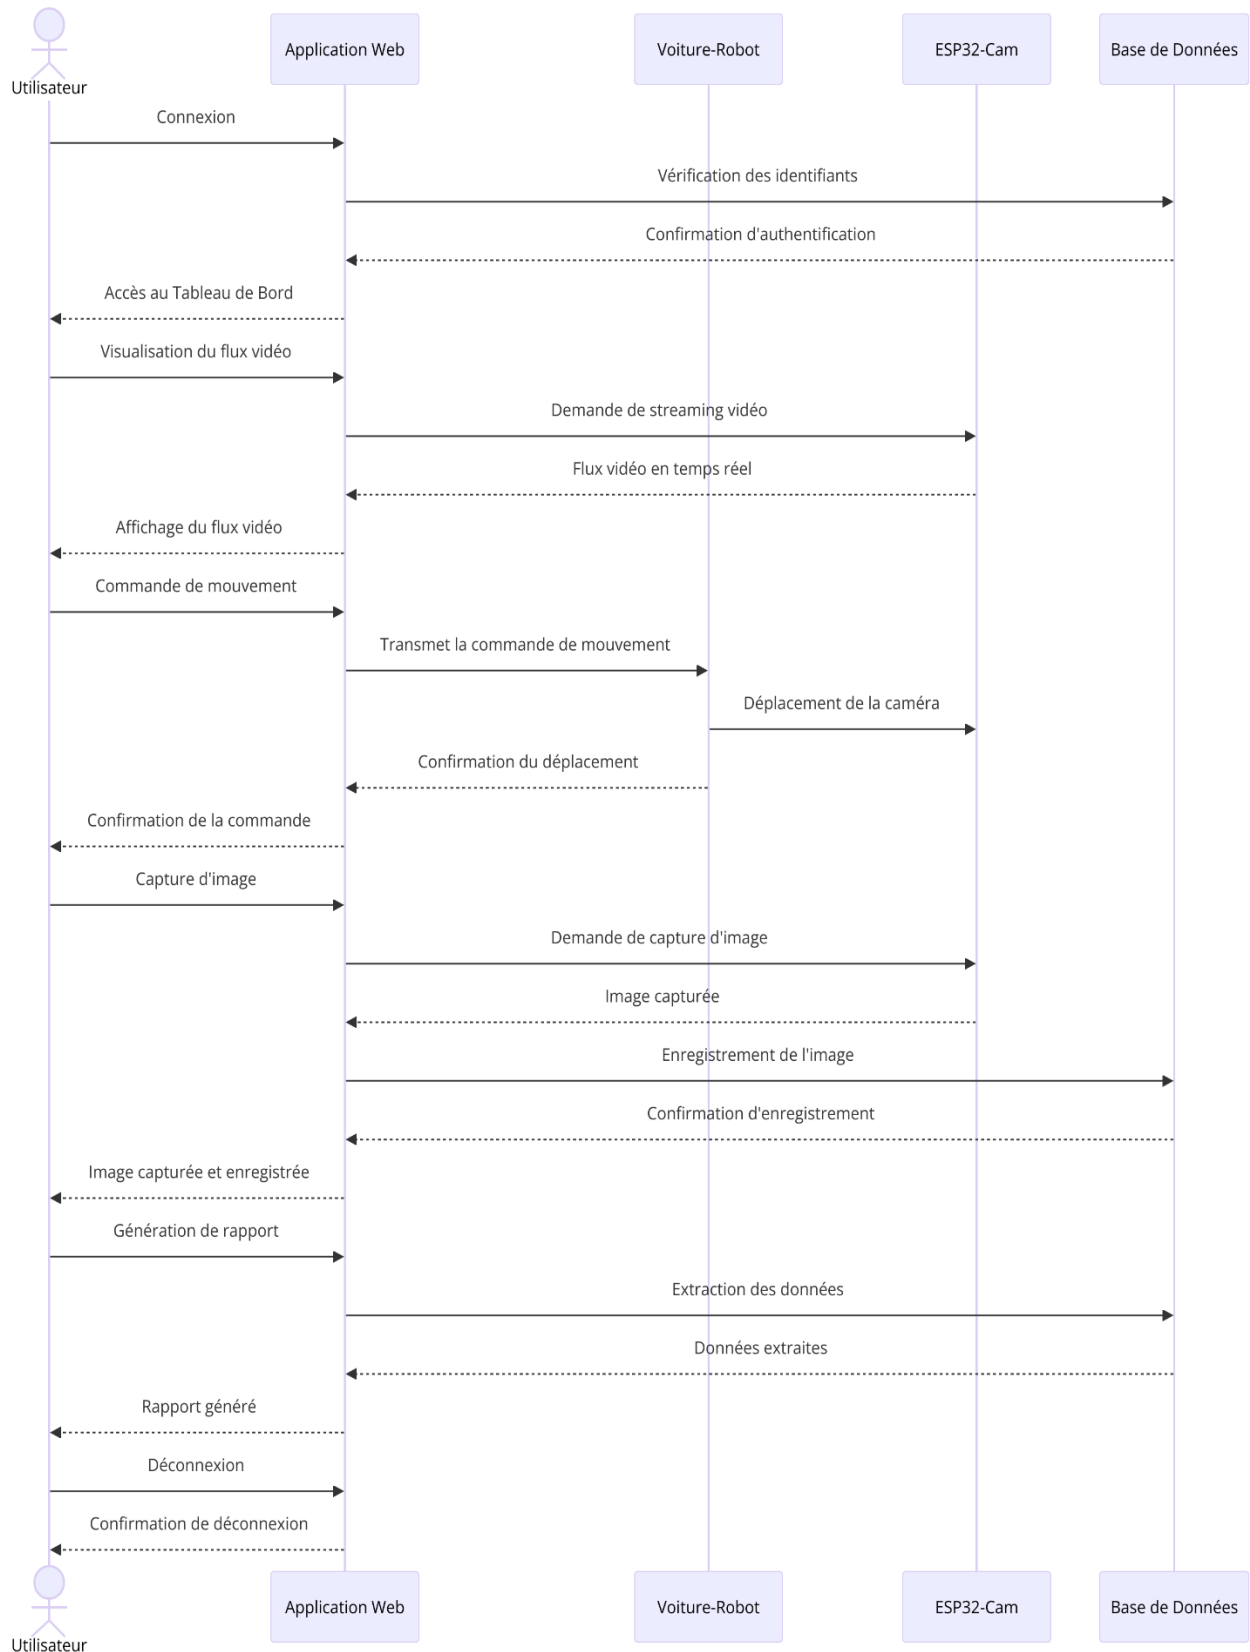 Application Web
Voiture-Robot
ESP32-Cam
Base de Données
Utilisateur
Connexion
Vérification des identifiants
Confirmation d'authentification
Accès au Tableau de Bord
Visualisation du flux vidéo
Demande de streaming vidéo
Flux vidéo en temps réel
Affichage du flux vidéo
Commande de mouvement
Transmet la commande de mouvement
Déplacement de la caméra
Confirmation du déplacement
Confirmation de la commande
Capture d'image
Demande de capture d'image
Image capturée
Enregistrement de l'image
Confirmation d'enregistrement
Image capturée et enregistrée
Génération de rapport
Extraction des données
Données extraites
Rapport généré
Déconnexion
Confirmation de déconnexion
Application Web
Voiture-Robot
ESP32-Cam
Base de Données
Utilisateur